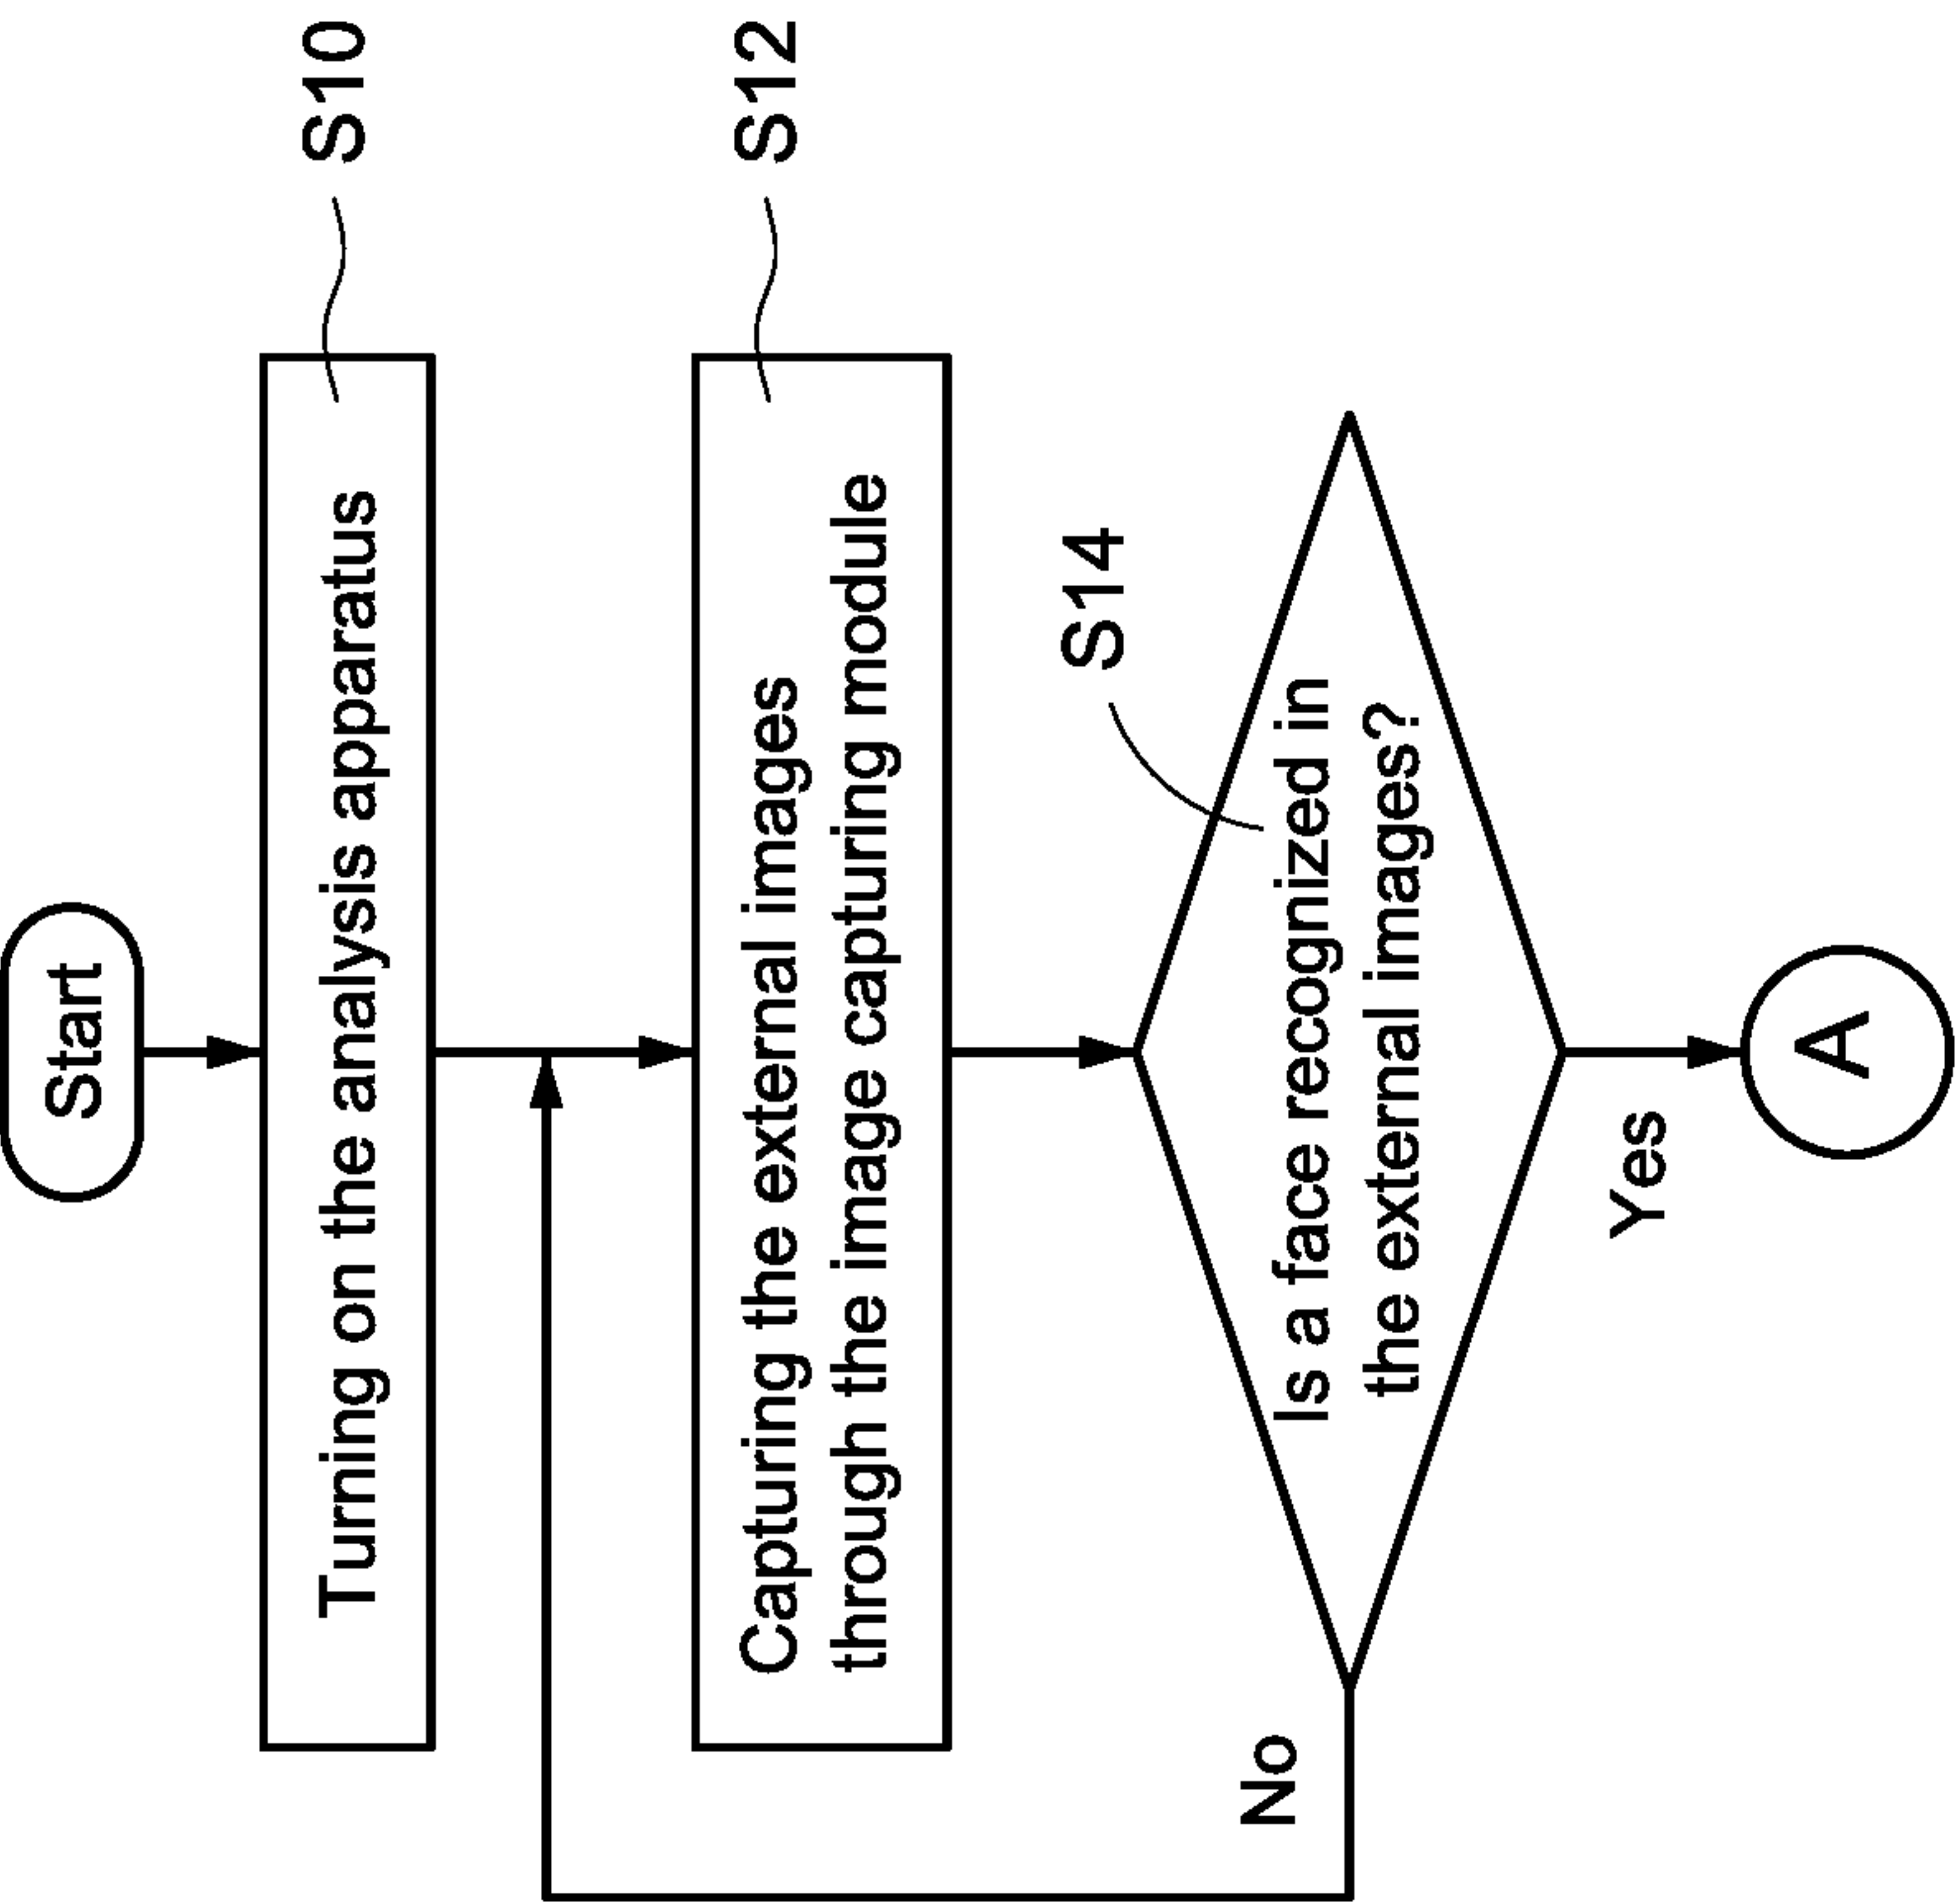 Start
Turning on the analysis apparatus
S10
Capturing the external images
through the image capturing module
S12
Is a face recognized in
the external images?
S14
No
Yes
A